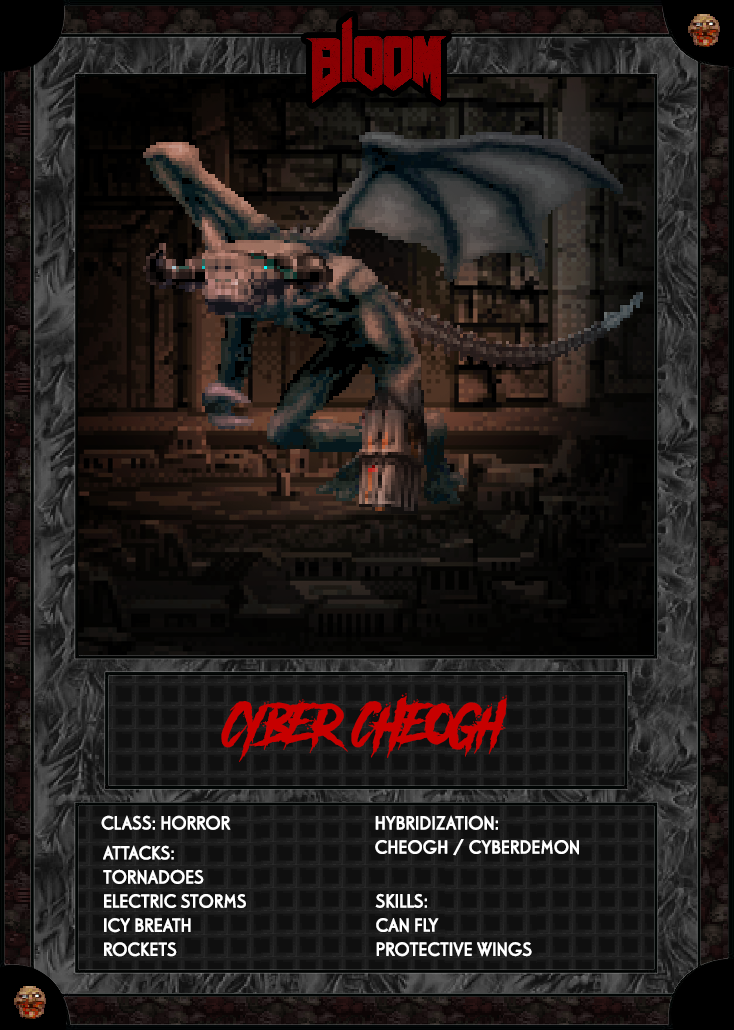 BLOOM
CYBER CHEOGH
CLASS: HORROR
ATTACKS:
TORNADOES
ELECTRIC STORMS
ICY BREATH
ROCKETS
HYBRIDIZATION:
CHEOGH / CYBERDEMON
SKILLS:
CAN FLY
PROTECTIVE WINGS